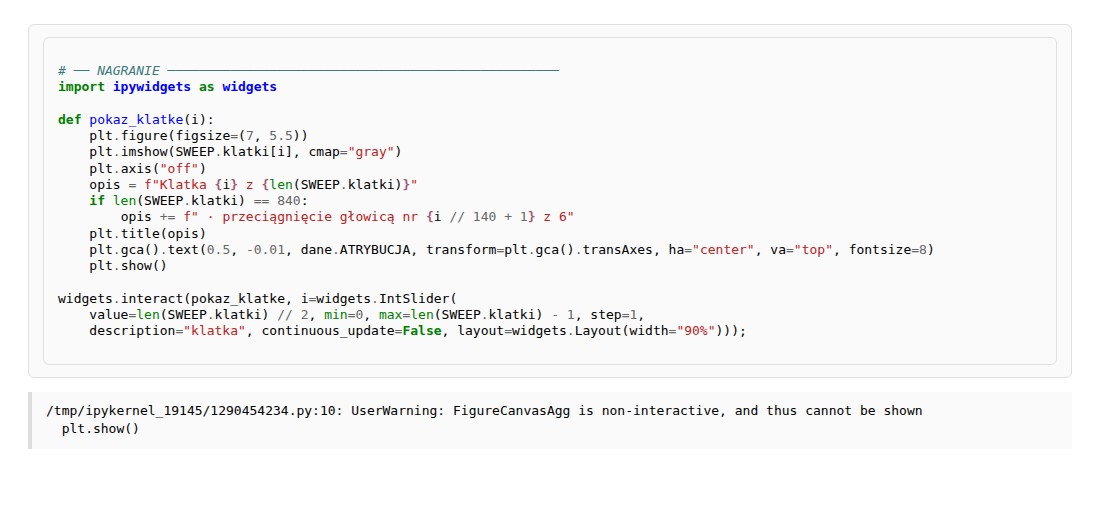 # ── NAGRANIE ──────────────────────────────────────────────────
import ipywidgets as widgets

def pokaz_klatke(i):
    plt.figure(figsize=(7, 5.5))
    plt.imshow(SWEEP.klatki[i], cmap="gray")
    plt.axis("off")
    opis = f"Klatka {i} z {len(SWEEP.klatki)}"
    if len(SWEEP.klatki) == 840:
        opis += f" · przeciągnięcie głowicą nr {i // 140 + 1} z 6"
    plt.title(opis)
    plt.gca().text(0.5, -0.01, dane.ATRYBUCJA, transform=plt.gca().transAxes, ha="center", va="top", fontsize=8)
    plt.show()

widgets.interact(pokaz_klatke, i=widgets.IntSlider(
    value=len(SWEEP.klatki) // 2, min=0, max=len(SWEEP.klatki) - 1, step=1,
    description="klatka", continuous_update=False, layout=widgets.Layout(width="90%")));
/tmp/ipykernel_19145/1290454234.py:10: UserWarning: FigureCanvasAgg is non-interactive, and thus cannot be shown
  plt.show()